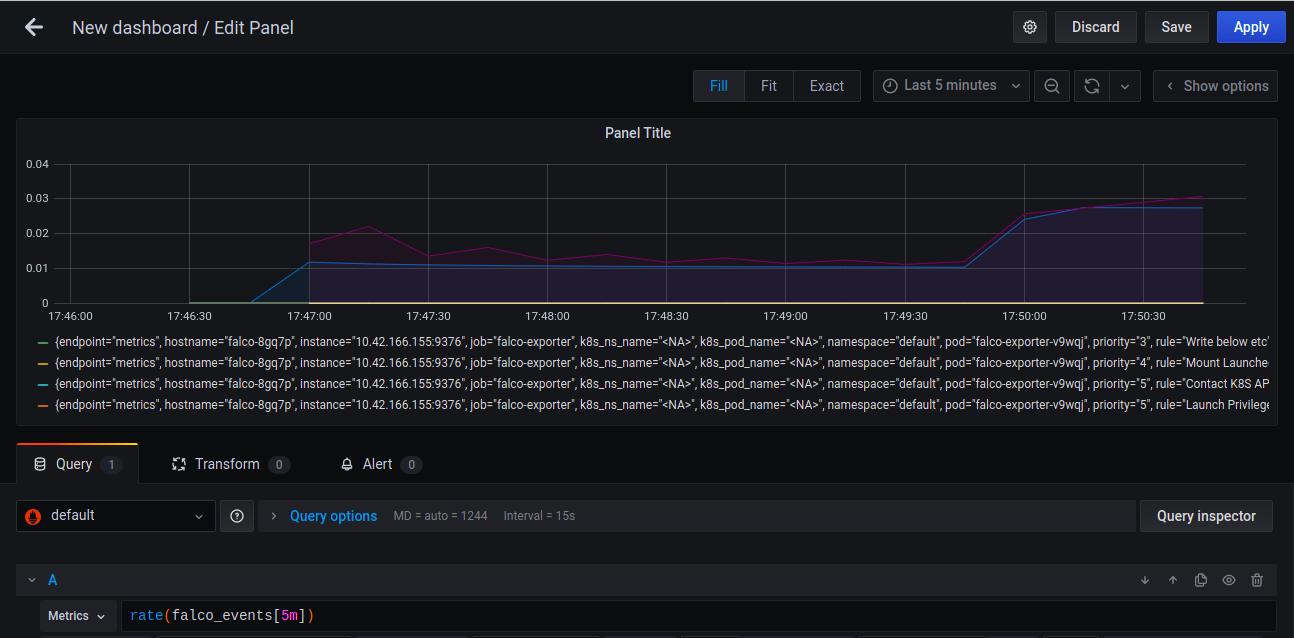 New dashboard / Edit Panel
Discard
Save
Apply
Fill
Fit
Exact
Last 5 minutes
Show options
Panel Title
0.04
0.03
0.02
0.01
0
17:46:00 17:46:30 17:47:00 17:47:30 17:48:00 17:48:30 17:49:00 17:49:30 17:50:00 17:50:30
{endpoint="metrics", hostname="falco-8gq7p", instance="10.42.166.155:9376", job="falco-exporter", k8s_ns_name="<NA>", k8s_pod_name="<NA>", namespace="default", pod="falco-exporter-v9wqj", priority="3", rule="Write below etc"
{endpoint="metrics", hostname="falco-8gq7p", instance="10.42.166.155:9376", job="falco-exporter", k8s_ns_name="<NA>", k8s_pod_name="<NA>", namespace="default", pod="falco-exporter-v9wqj", priority="4", rule="Mount Launche
{endpoint="metrics", hostname="falco-8gq7p", instance="10.42.166.155:9376", job="falco-exporter", k8s_ns_name="<NA>", k8s_pod_name="<NA>", namespace="default", pod="falco-exporter-v9wqj", priority="5", rule="Contact K8S AP
{endpoint="metrics", hostname="falco-8gq7p", instance="10.42.166.155:9376", job="falco-exporter", k8s_ns_name="<NA>", k8s_pod_name="<NA>", namespace="default", pod="falco-exporter-v9wqj", priority="5", rule="Launch Privilege
Query 1
Transform 0
Alert 0
default
Query options MD = auto = 1244 Interval = 15s
Query inspector
A
Metrics
rate(falco_events[5m])